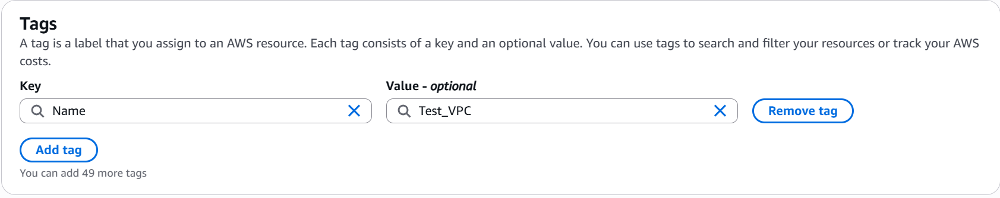 Tags
A tag is a label that you assign to an AWS resource. Each tag consists of a key and an optional value. You can use tags to search and filter your resources or track your AWS
costs.
Key
Value - optional
Name
Test_VPC
Remove tag
Add tag
You can add 49 more tags